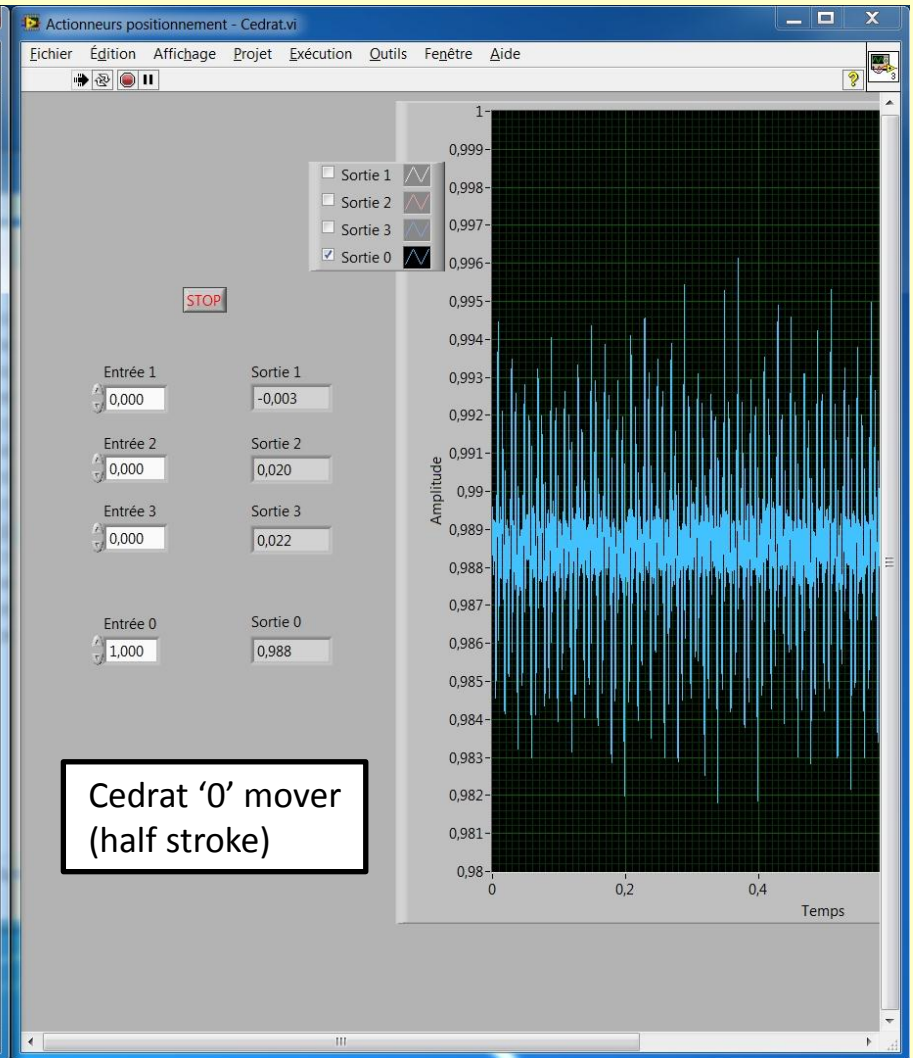 Actionneurs positionnement - Cedrat.vi
Fichier Édition Affichage Projet Exécution Outils Fenêtre Aide
3
Sortie 1
Sortie 2
Sortie 3
Sortie 0
STOP
Entrée 1 Sortie 1
0,000 -0,003
Entrée 2 Sortie 2
0,000 0,020
Entrée 3 Sortie 3
0,000 0,022
Entrée 0 Sortie 0
1,000 0,988
Cedrat ‘0’ mover
(half stroke)
Amplitude
1
0,999
0,998
0,997
0,996
0,995
0,994
0,993
0,992
0,991
0,99
0,989
0,988
0,987
0,986
0,985
0,984
0,983
0,982
0,981
0,98
0 0,2 0,4
Temps